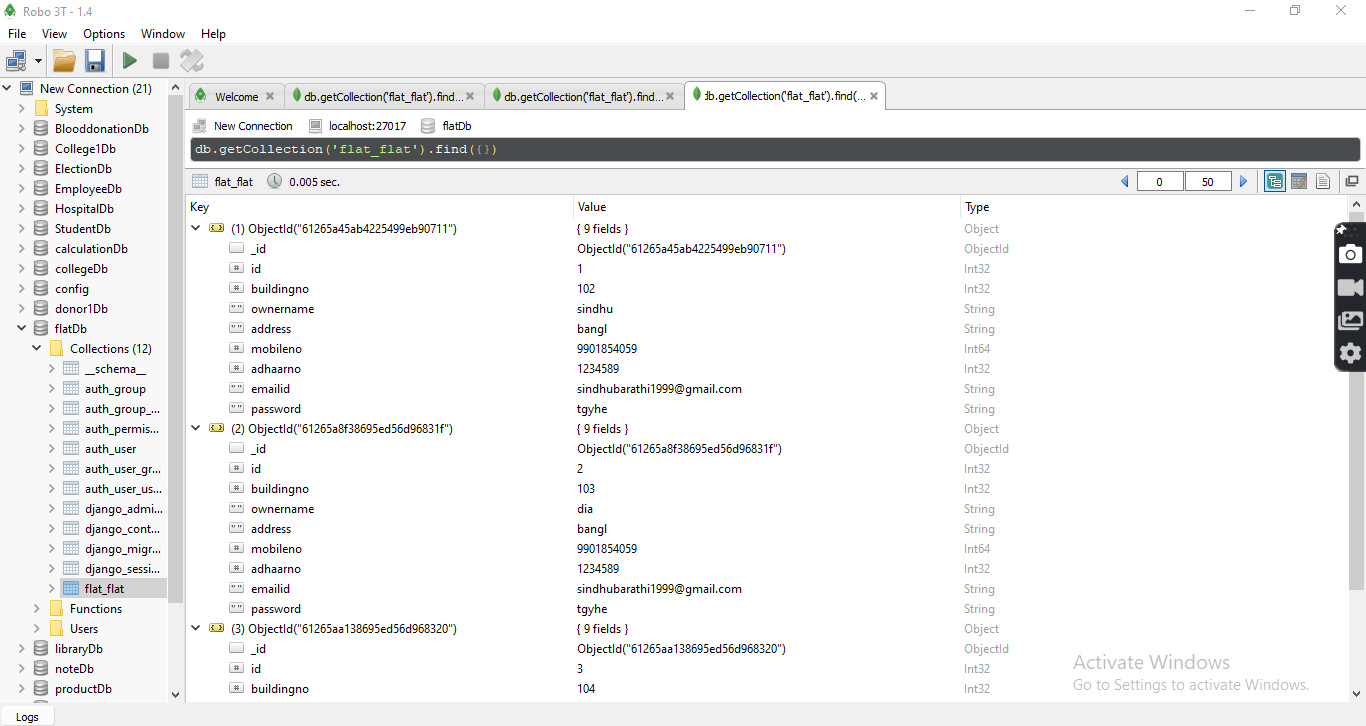 Robo 3T - 1.4
File View Options Window Help
New Connection (21)
System
BlooddonationDb
College1Db
ElectionDb
EmployeeDb
HospitalDb
StudentDb
calculationDb
collegeDb
config
donor1Db
flatDb
Collections (12)
__schema__
auth_group
auth_group_...
auth_permis...
auth_user
auth_user_gr...
auth_user_us...
django_admi...
django_cont...
django_migr...
django_sessi...
flat_flat
Functions
Users
libraryDb
noteDb
productDb
Logs
Welcome
db.getCollection('flat_flat').find...
db.getCollection('flat_flat').find...
db.getCollection('flat_flat').find(...
New Connection localhost:27017 flatDb
db.getCollection('flat_flat').find({})
flat_flat 0.005 sec. 0 50
Key Value Type
(1) ObjectId("61265a45ab4225499eb90711") { 9 fields } Object
_id ObjectId("61265a45ab4225499eb90711") ObjectId
id 1 Int32
buildingno 102 Int32
ownername sindhu String
address bangl String
mobileno 9901854059 Int64
adhaarno 1234589 Int32
emailid sindhubarathi1999@gmail.com String
password tgyhe String
(2) ObjectId("61265a8f38695ed56d96831f") { 9 fields } Object
_id ObjectId("61265a8f38695ed56d96831f") ObjectId
id 2 Int32
buildingno 103 Int32
ownername dia String
address bangl String
mobileno 9901854059 Int64
adhaarno 1234589 Int32
emailid sindhubarathi1999@gmail.com String
password tgyhe String
(3) ObjectId("61265aa138695ed56d968320") { 9 fields } Object
_id ObjectId("61265aa138695ed56d968320") ObjectId
id 3 Int32
buildingno 104 Int32
Activate Windows
Go to Settings to activate Windows.